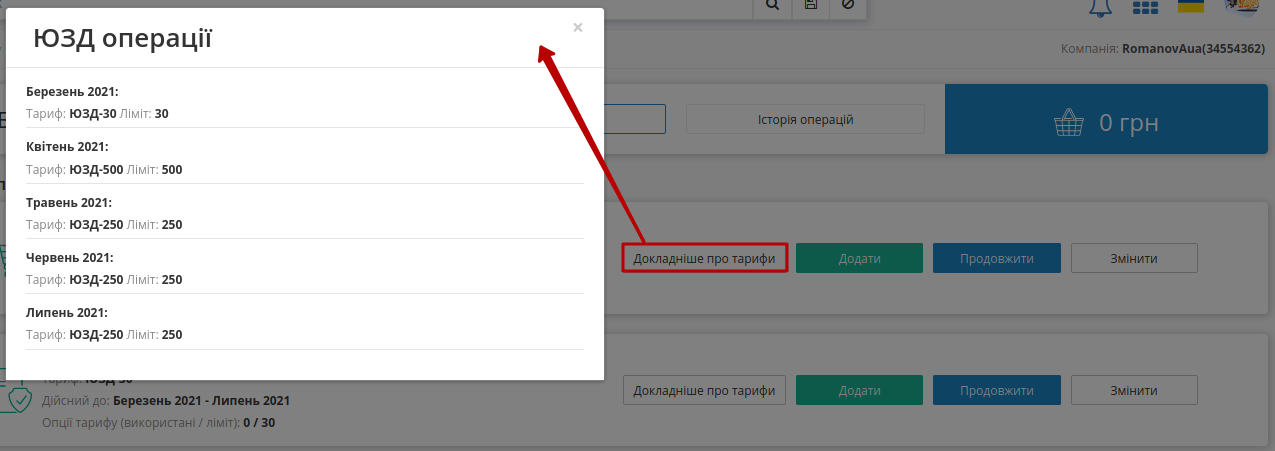 ЮЗД операції
×
Березень 2021:
Тариф: ЮЗД-30 Ліміт: 30
Квітень 2021:
Тариф: ЮЗД-500 Ліміт: 500
Травень 2021:
Тариф: ЮЗД-250 Ліміт: 250
Червень 2021:
Тариф: ЮЗД-250 Ліміт: 250
Липень 2021:
Тариф: ЮЗД-250 Ліміт: 250
Компанія: RomanovAua(34554362)
Історія операцій
0 грн
Докладніше про тарифи
Додати
Продовжити
Змінити
Дійсний до: Березень 2021 - Липень 2021
Опції тарифу (використані / ліміт): 0 / 30
Докладніше про тарифи
Додати
Продовжити
Змінити